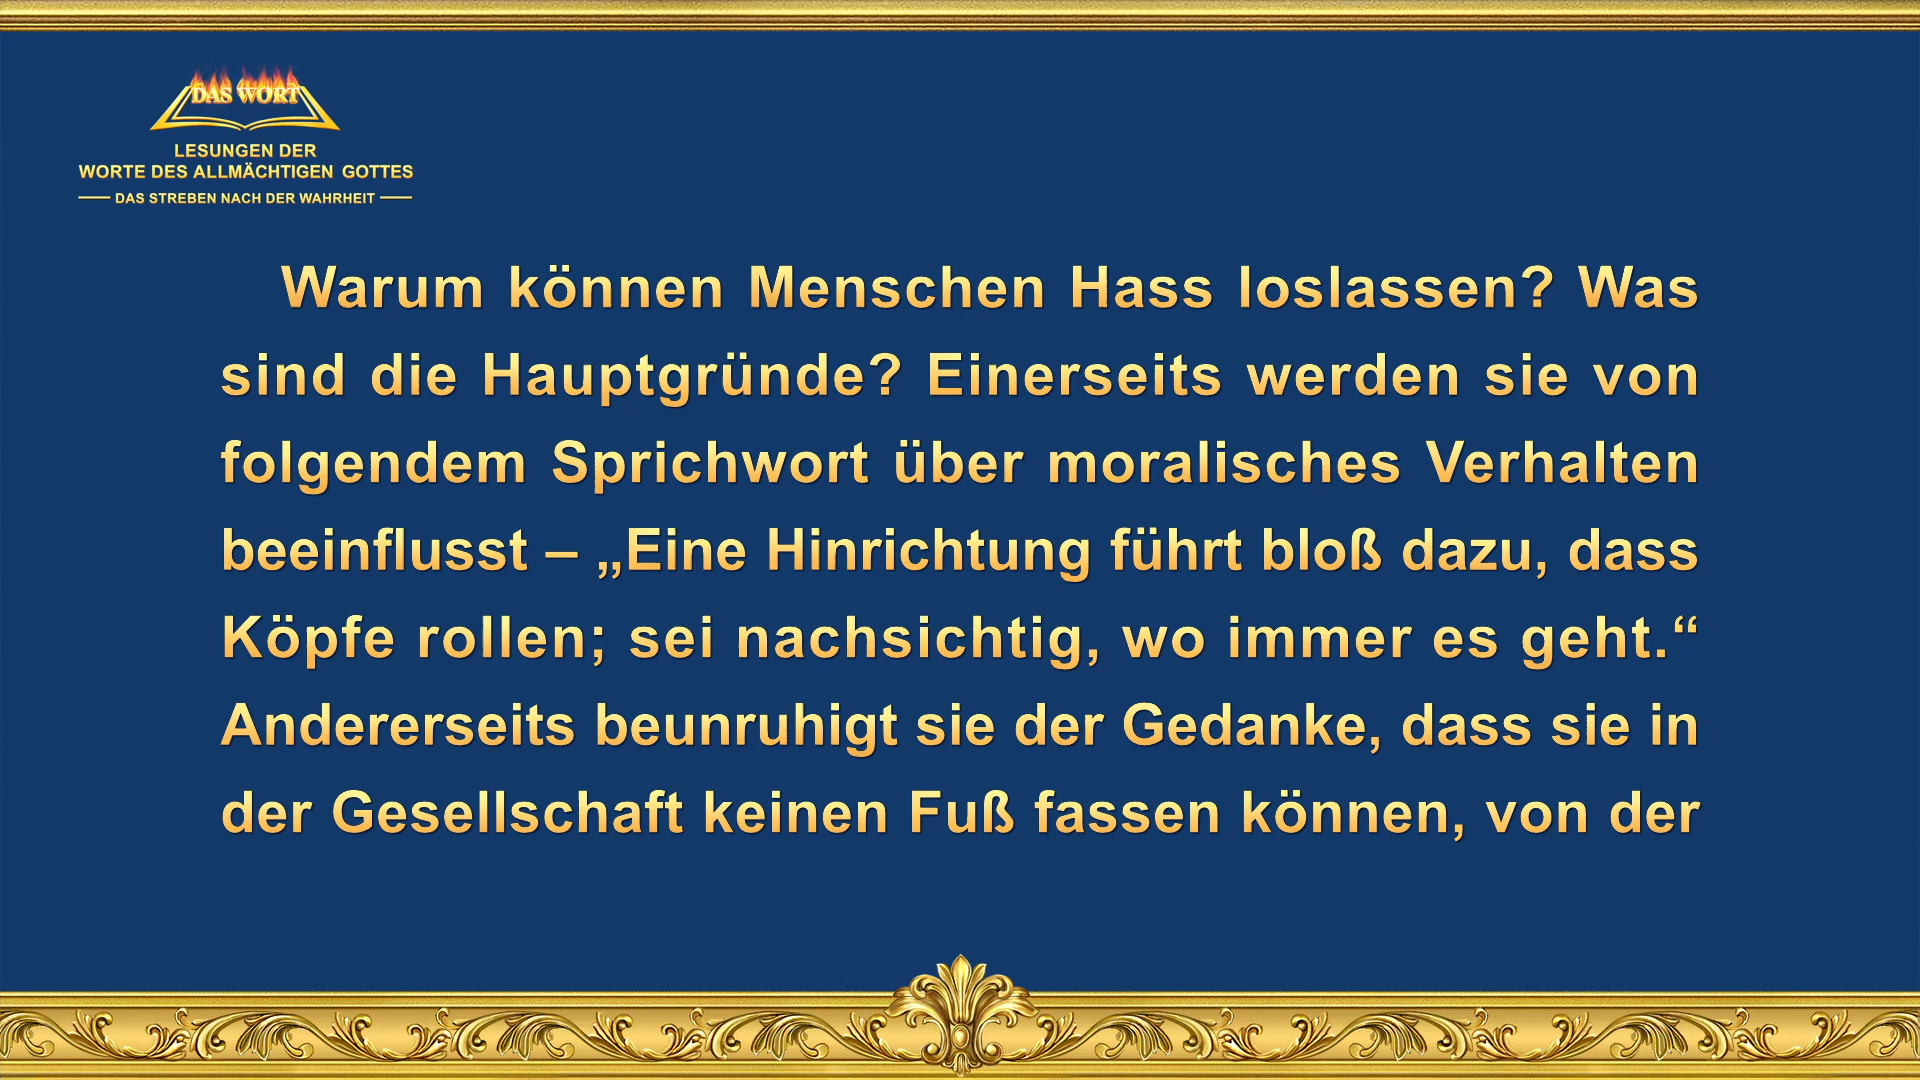 DAS WORT
LESUNGEN DER
WORTE DES ALLMÄCHTIGEN GOTTES
DAS STREBEN NACH DER WAHRHEIT
Warum können Menschen Hass loslassen? Was
sind die Hauptgründe? Einerseits werden sie von
folgendem Sprichwort über moralisches Verhalten
beeinflusst – „Eine Hinrichtung führt bloß dazu, dass
Köpfe rollen; sei nachsichtig, wo immer es geht.“
Andererseits beunruhigt sie der Gedanke, dass sie in
der Gesellschaft keinen Fuß fassen können, von der